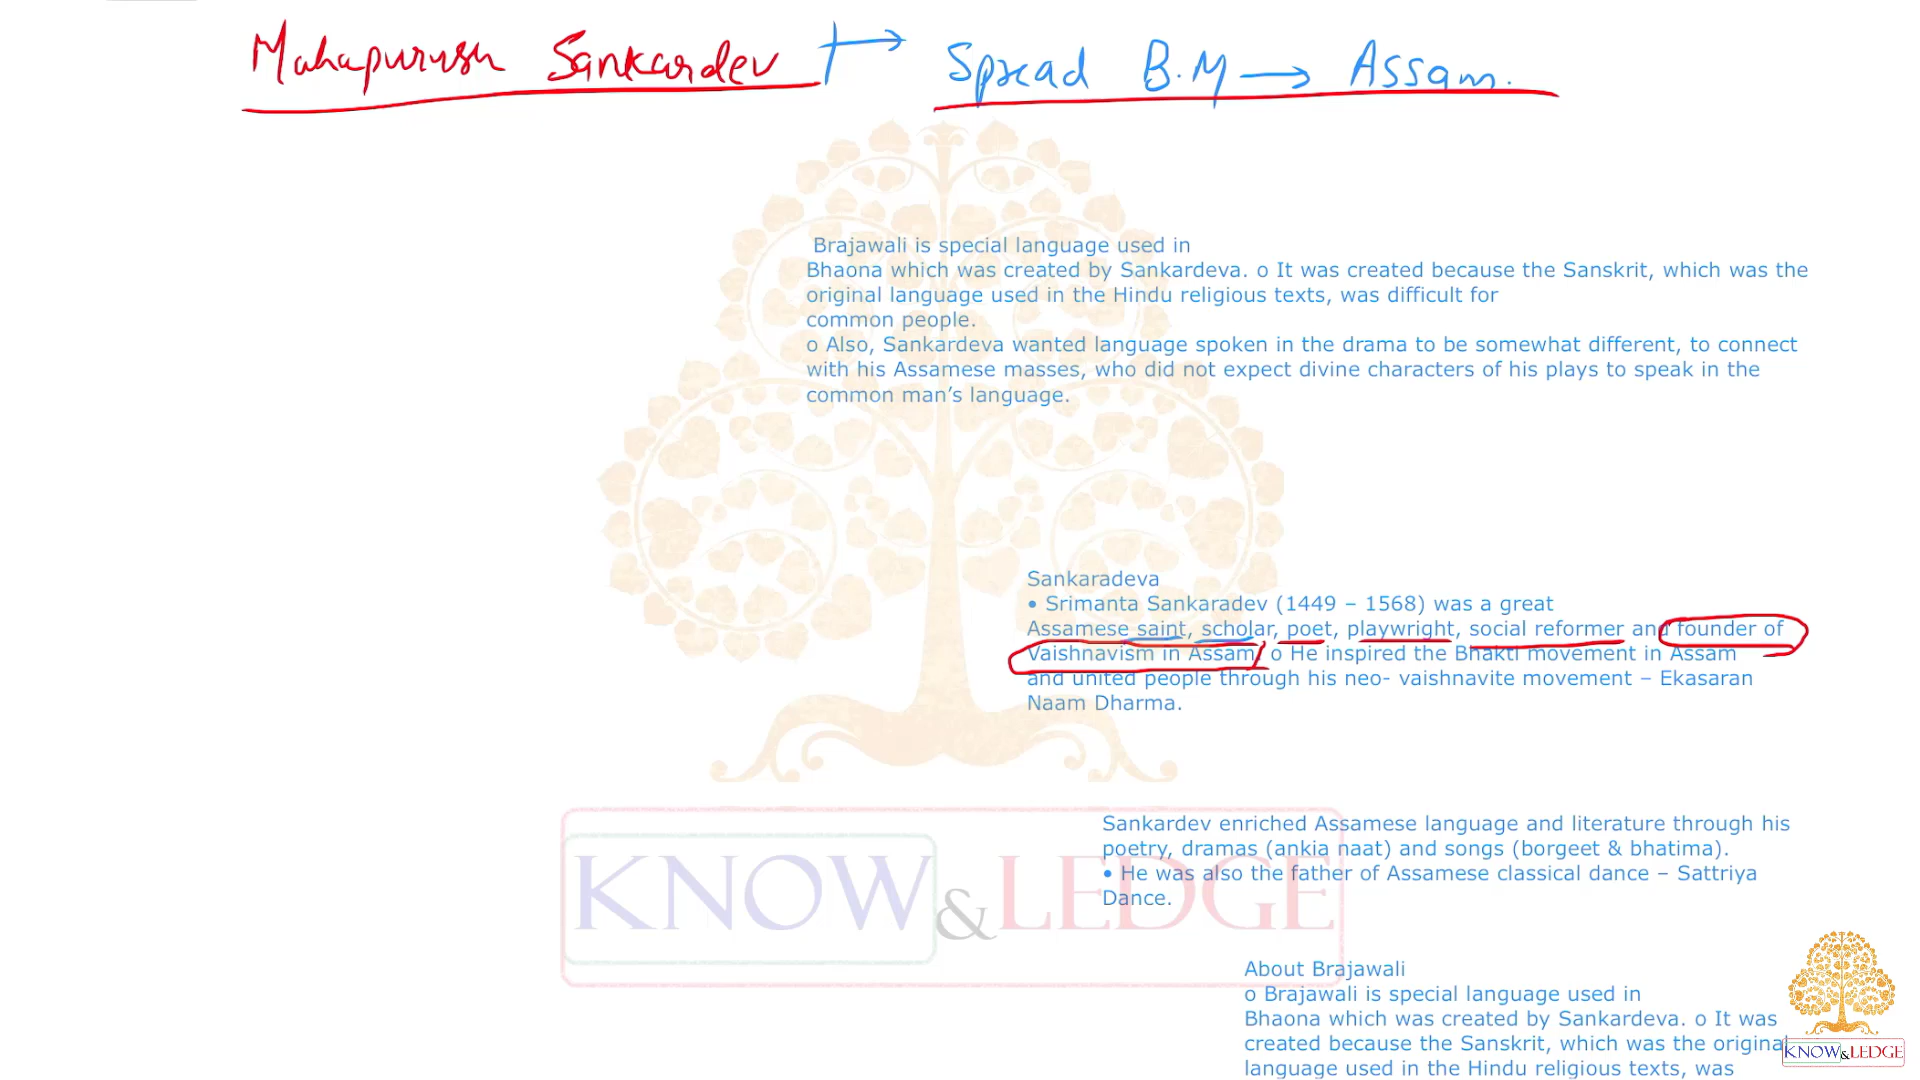 Mahapurush Sankardev → Spread B.M → Assam.
Brajawali is special language used in
Bhaona which was created by Sankardeva. o It was created because the Sanskrit, which was the
original language used in the Hindu religious texts, was difficult for
common people.
o Also, Sankardeva wanted language spoken in the drama to be somewhat different, to connect
with his Assamese masses, who did not expect divine characters of his plays to speak in the
common man’s language.
Sankaradeva
• Srimanta Sankaradev (1449 – 1568) was a great
Assamese saint, scholar, poet, playwright, social reformer and founder of
Vaishnavism in Assam. o He inspired the Bhakti movement in Assam
and united people through his neo- vaishnavite movement – Ekasaran
Naam Dharma.
Sankardev enriched Assamese language and literature through his
poetry, dramas (ankia naat) and songs (borgeet & bhatima).
• He was also the father of Assamese classical dance – Sattriya
Dance.
KNOW&LEDGE
About Brajawali
o Brajawali is special language used in
Bhaona which was created by Sankardeva. o It was
created because the Sanskrit, which was the original
language used in the Hindu religious texts, was
KNOW&LEDGE